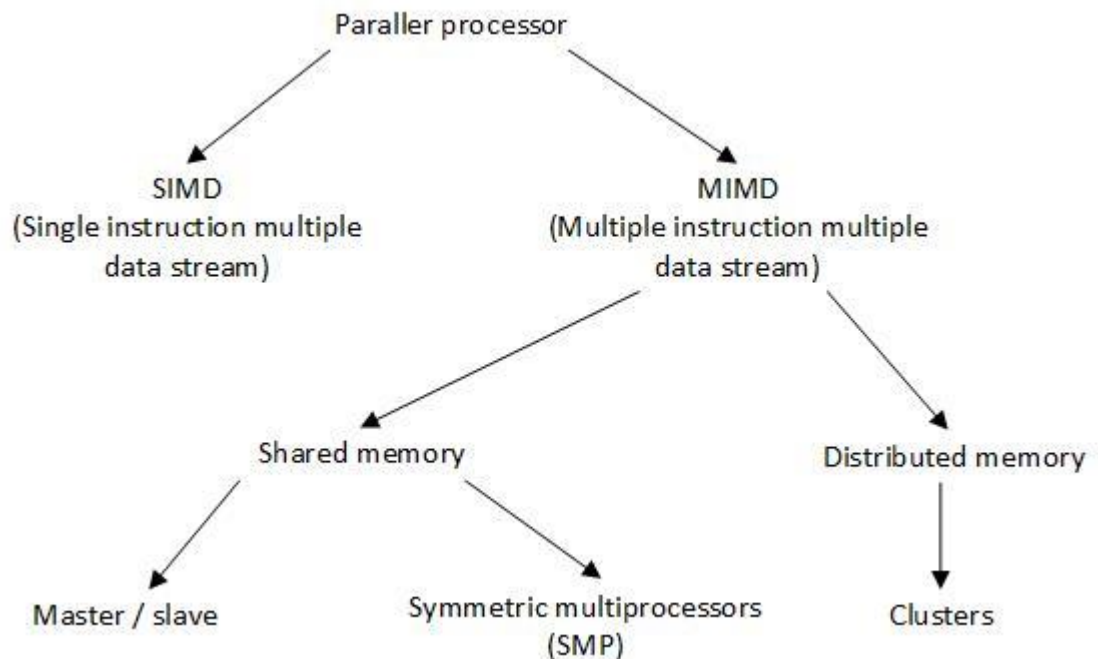 Paraller processor
SIMD
(Single instruction multiple
data stream)
MIMD
(Multiple instruction multiple
data stream)
Shared memory
Distributed memory
Master / slave
Symmetric multiprocessors
(SMP)
Clusters